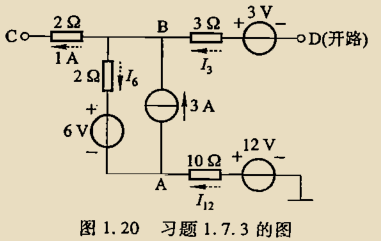 2 Ω B 3 Ω 3 V
C + − D(开路)
1 A I₃
2 Ω I₆
+ 3 A
6 V
− 10 Ω 12 V
A + −
I₁₂
图 1.20 习题 1.7.3 的图